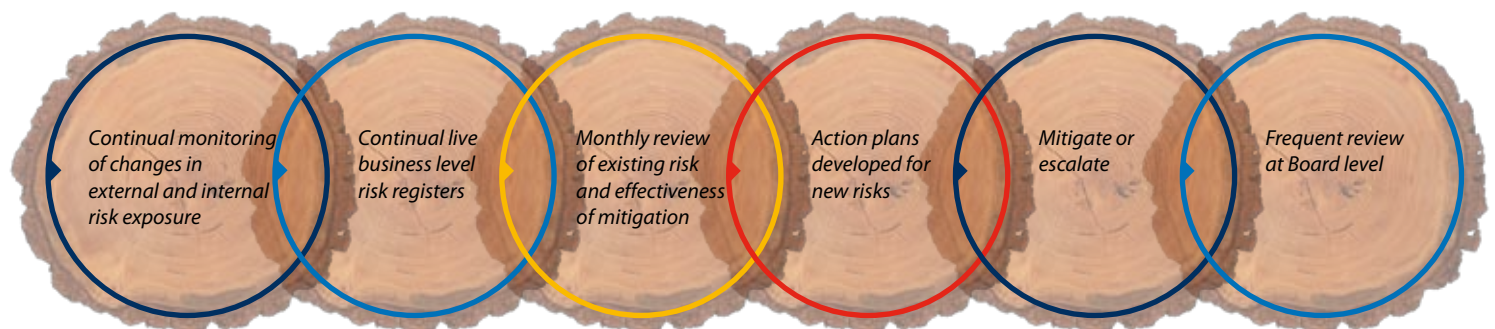 Continual monitoring
of changes in
external and internal
risk exposure
Continual live
business level
risk registers
Monthly review
of existing risk
and effectiveness
of mitigation
Action plans
developed for
new risks
Mitigate or
escalate
Frequent review
at Board level